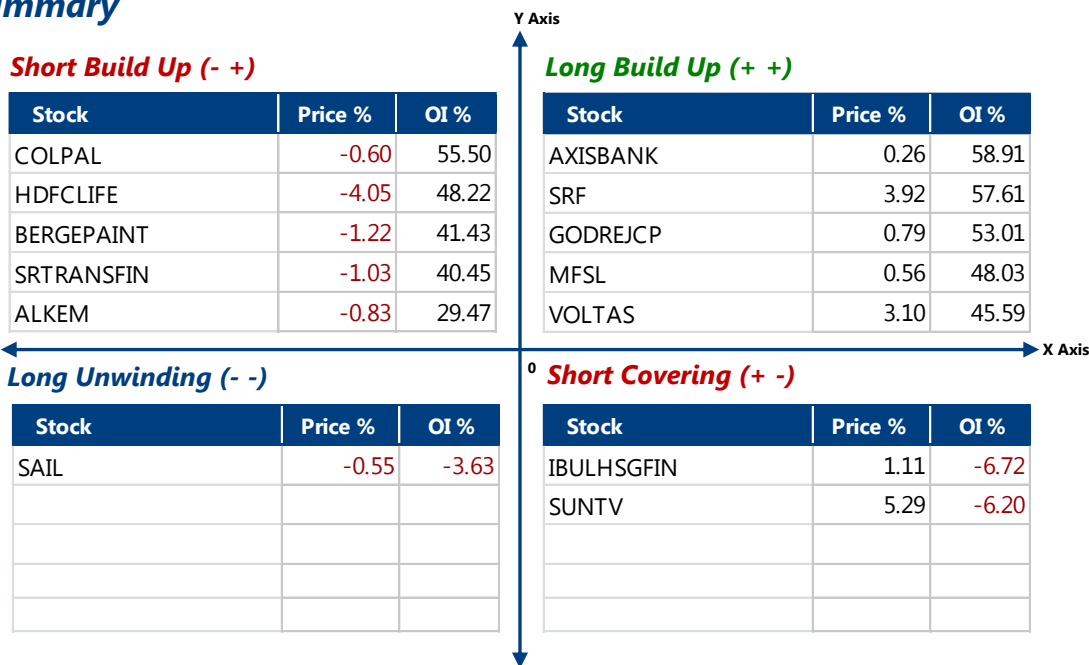 Y Axis
Short Build Up (- +)
Stock Price % OI %
COLPAL -0.60 55.50
HDFCLIFE -4.05 48.22
BERGEPAINT -1.22 41.43
SRTRANSFIN -1.03 40.45
ALKEM -0.83 29.47
Long Build Up (+ +)
Stock Price % OI %
AXISBANK 0.26 58.91
SRF 3.92 57.61
GODREJCP 0.79 53.01
MFSL 0.56 48.03
VOLTAS 3.10 45.59
X Axis
0
Long Unwinding (- -)
Stock Price % OI %
SAIL -0.55 -3.63
Short Covering (+ -)
Stock Price % OI %
IBULHSGFIN 1.11 -6.72
SUNTV 5.29 -6.20